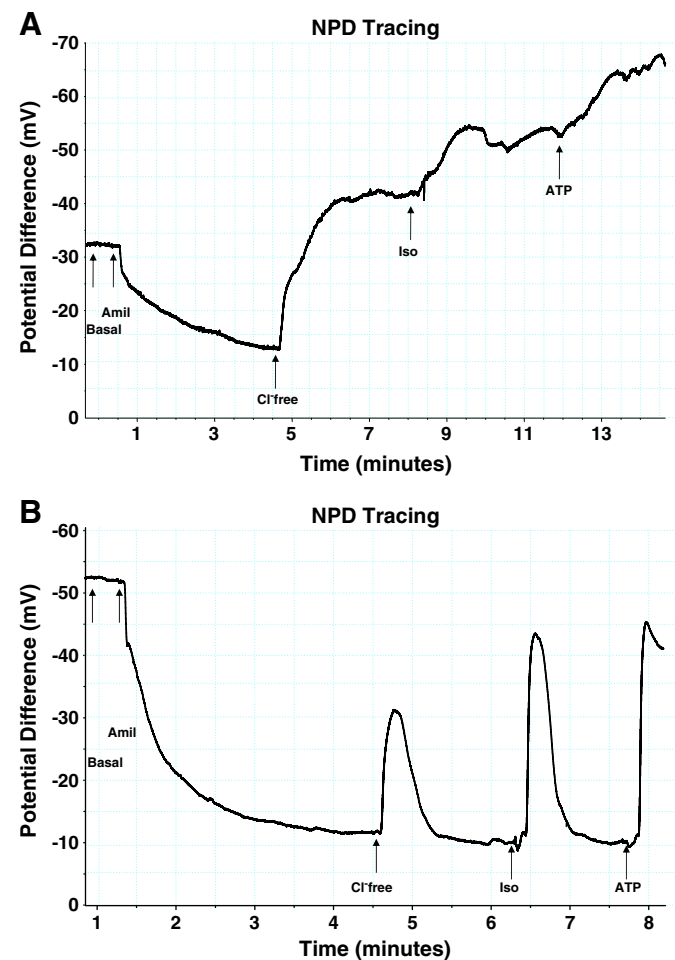 A
NPD Tracing
Potential Difference (mV)
-70
-60
-50
-40
-30
-20
-10
0
Amil
Basal
Cl-free
Iso
ATP
1 3 5 7 9 11 13
Time (minutes)
B
NPD Tracing
Potential Difference (mV)
-60
-50
-40
-30
-20
-10
0
Amil
Basal
Cl-free
Iso
ATP
1 2 3 4 5 6 7 8
Time (minutes)